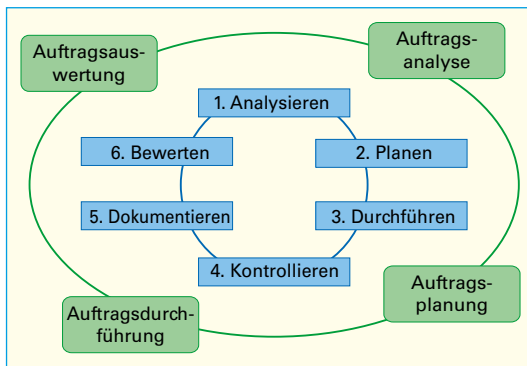 Auftragsaus-
wertung
Auftrags-
analyse
1. Analysieren
6. Bewerten
2. Planen
5. Dokumentieren
3. Durchführen
4. Kontrollieren
Auftragsdurch-
führung
Auftrags-
planung